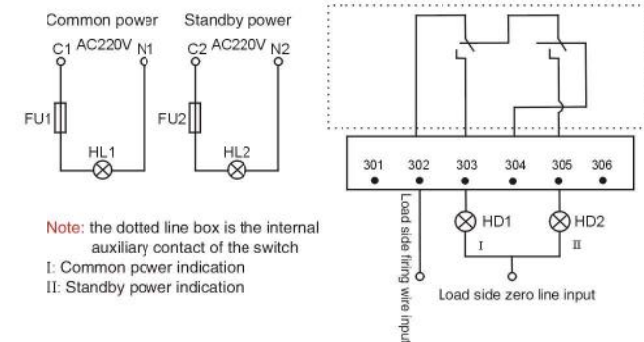 Common power Standby power
C1 AC220V N1 C2 AC220V N2
FU1 FU2
HL1 HL2
301 302 303 304 305 306
Load side firing wire input
HD1 HD2
I II
Load side zero line input
Note: the dotted line box is the internal
auxiliary contact of the switch
I: Common power indication
II: Standby power indication